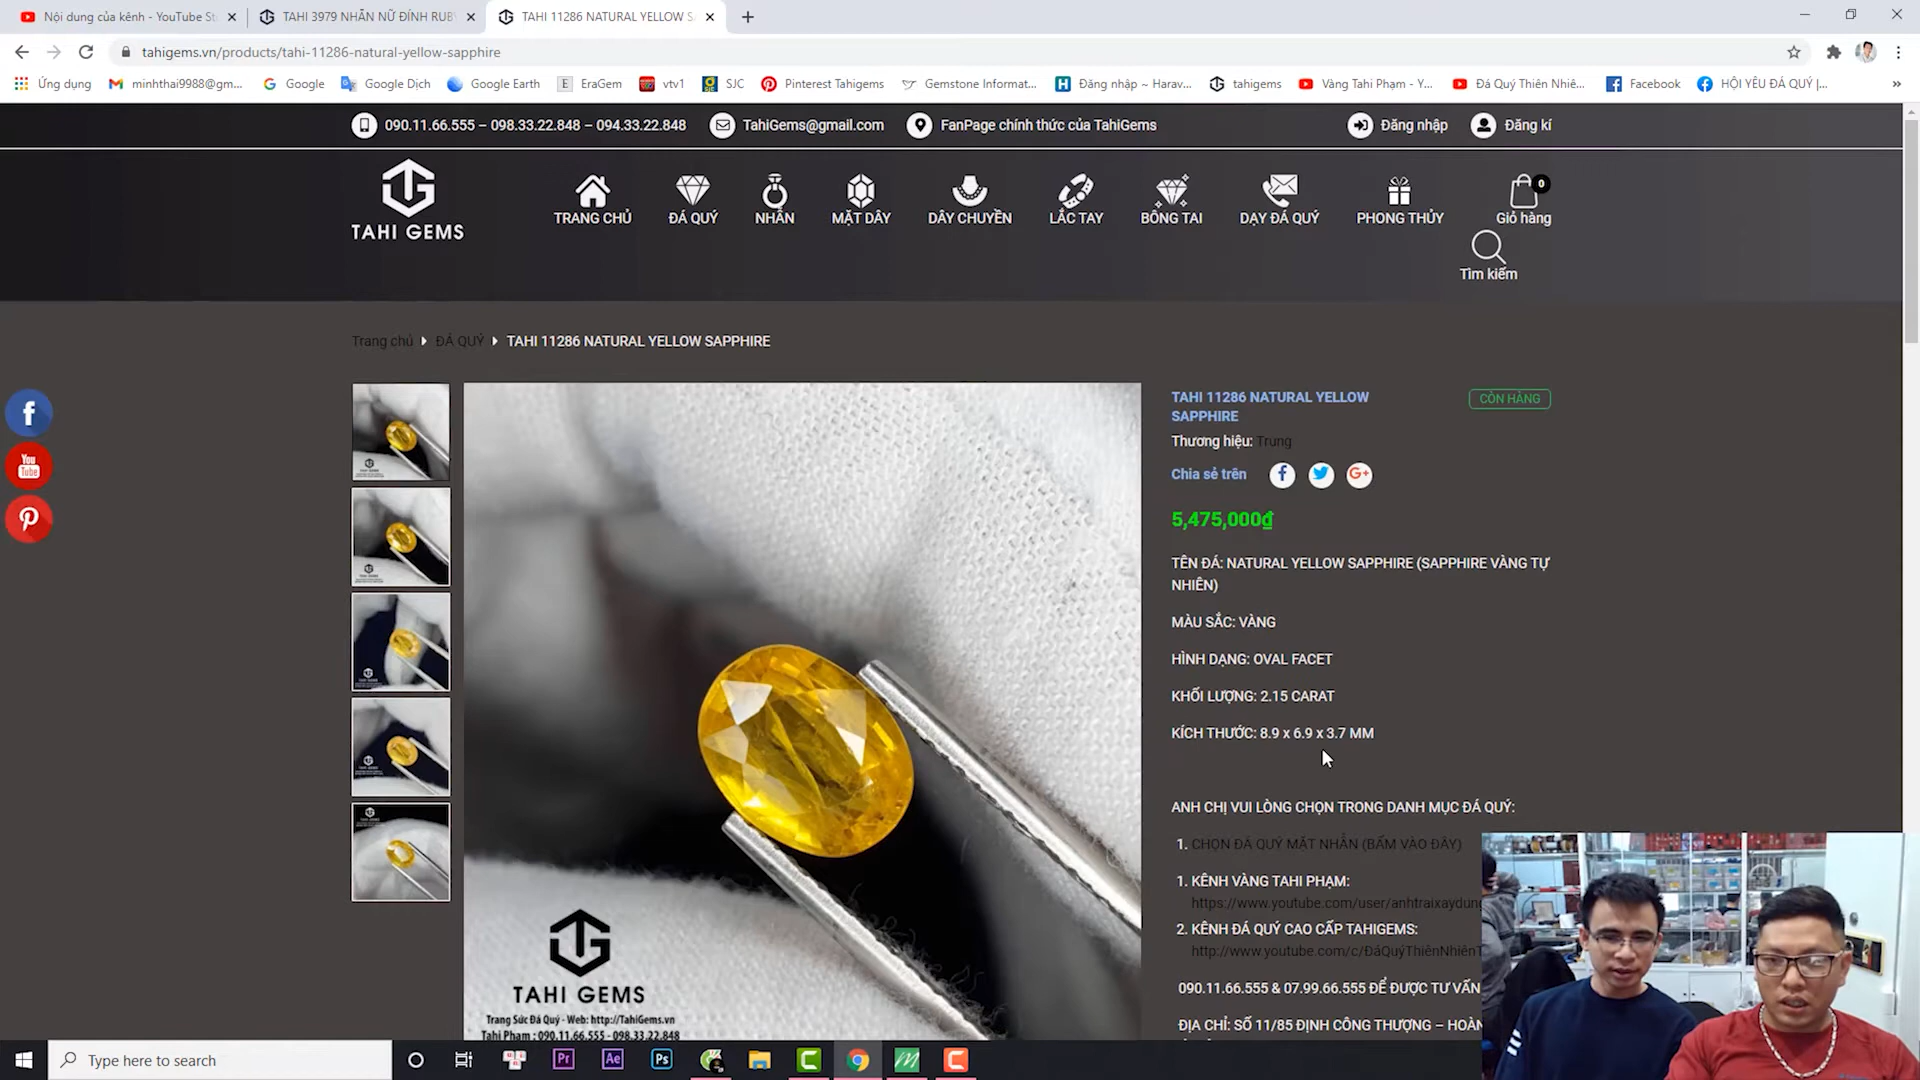 Nội dung của kênh - YouTube St
TAHI 3979 NHẪN NỮ ĐÍNH RUB
TAHI 11286 NATURAL YELLOW S
tahigems.vn/products/tahi-11286-natural-yellow-sapphire
Ứng dụng
minhthai9988@gm...
Google
Google Dịch
Google Earth
EraGem
vtv1
SJC
Pinterest Tahigems
Gemstone Informat...
Đăng nhập ~ Harav...
tahigems
Vàng Tahi Phạm - Y...
Đá Quý Thiên Nhiê...
Facebook
HỘI YÊU ĐÁ QUÝ |...
090.11.66.555 – 098.33.22.848 – 094.33.22.848
TahiGems@gmail.com
FanPage chính thức của TahiGems
Đăng nhập
Đăng kí
TAHI GEMS
TRANG CHỦ
ĐÁ QUÝ
NHẪN
MẶT DÂY
DÂY CHUYỀN
LẮC TAY
BÔNG TAI
DẠY ĐÁ QUÝ
PHONG THỦY
0
Giỏ hàng
Tìm kiếm
Trang chủ
ĐÁ QUÝ
TAHI 11286 NATURAL YELLOW SAPPHIRE
TAHI 11286 NATURAL YELLOW
SAPPHIRE
CÒN HÀNG
Thương hiệu: Trung
Chia sẻ trên
5,475,000₫
TÊN ĐÁ: NATURAL YELLOW SAPPHIRE (SAPPHIRE VÀNG TỰ
NHIÊN)
MÀU SẮC: VÀNG
HÌNH DẠNG: OVAL FACET
KHỐI LƯỢNG: 2.15 CARAT
KÍCH THƯỚC: 8.9 x 6.9 x 3.7 MM
ANH CHỊ VUI LÒNG CHỌN TRONG DANH MỤC ĐÁ QUÝ:
1. CHỌN ĐÁ QUÝ MẶT NHẪN (BẤM VÀO ĐÂY)
1. KÊNH VÀNG TAHI PHẠM:
https://www.youtube.com/user/anhtraixaydun
2. KÊNH ĐÁ QUÝ CAO CẤP TAHIGEMS:
http://www.youtube.com/c/ĐáQuýThiênNhiênT
090.11.66.555 & 07.99.66.555 ĐỂ ĐƯỢC TƯ VẤN
ĐỊA CHỈ: SỐ 11/85 ĐỊNH CÔNG THƯỢNG – HOÀN
TAHI GEMS
Trang Sức Đá Quý - Web: http://TahiGems.vn
Tahi Pham : 090.11.66.555 - 098.33.22.848
You
Tube
Type here to search
Pr
Ae
Ps